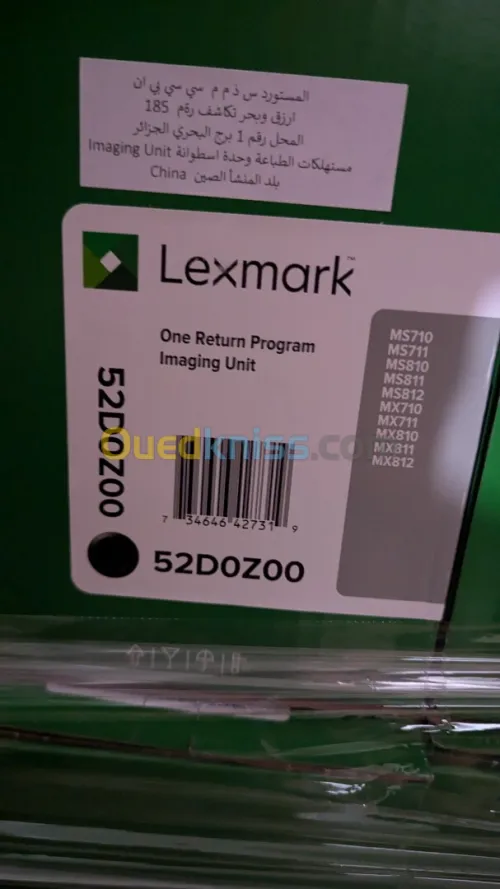 المستورد س ذ م م سي سي بي ان
ارزق وبحر تكاشف رقم 185
المحل رقم 1 برج البحري الجزائر
مستهلكات الطباعة وحدة اسطوانة Imaging Unit
بلد المنشأ الصين China
Lexmark™
One Return Program
Imaging Unit
MS710
MS711
MS810
MS811
MS812
MX710
MX711
MX810
MX811
MX812
52D0Z00
Ouedkniss.com
7 34646 42731 9
52D0Z00